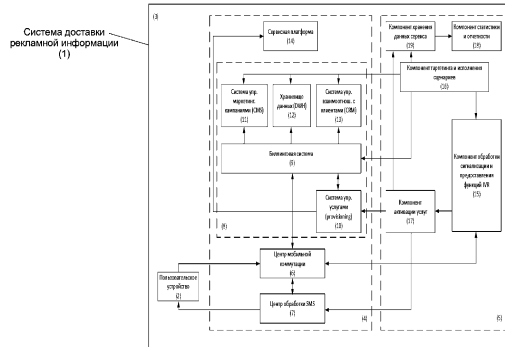 Система доставки
рекламной информации
(1)
(3)
Сервисная платформа
(14)
Компонент хранения
данных сервиса
(19)
Компонент статистики
и отчетности
(18)
Компонент таргетинга и исполнения
сценариев
(16)
Система упр.
маркетинг.
кампаниями (CMS)
(11)
Хранилище
данных (DWH)
(12)
Система упр.
взаимоотнош. с
клиентами (CRM)
(13)
Биллинговая система
(9)
Система упр.
услугами
(provisioning)
(10)
Компонент
активации услуг
(17)
Компонент обработки
сигнализации и
предоставления
функций IVR
(15)
Центр мобильной
коммутации
(6)
Пользовательское
устройство
(2)
Центр обработки SMS
(7)
(4)
(5)